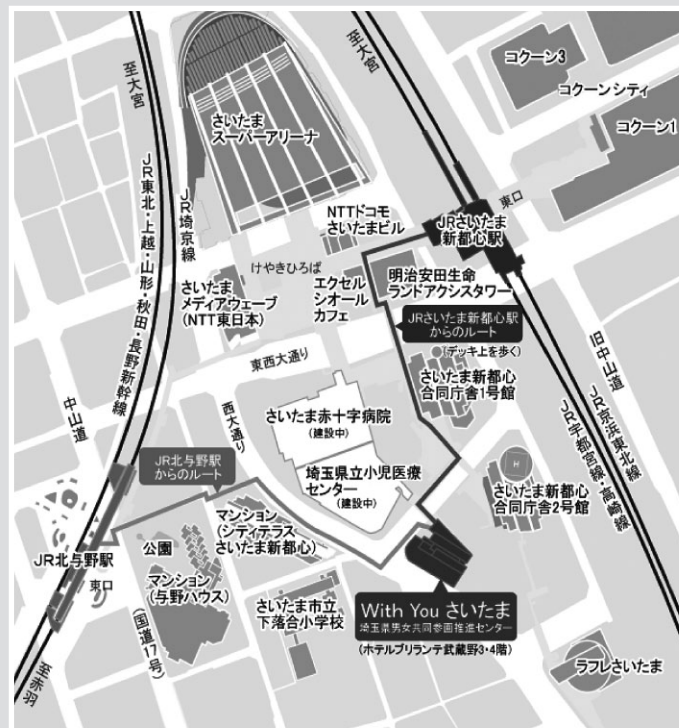 至大宮
至大宮
コクーン3
コクーンシティ
コクーン1
さいたま
スーパーアリーナ
JR東北・上越・山形・秋田・長野新幹線
JR埼京線
NTTドコモ
さいたまビル
JRさいたま
新都心駅
東口
けやきひろば
さいたま
メディアウェーブ
(NTT東日本)
エクセル
シオール
カフェ
明治安田生命
ランドアクシスタワー
JRさいたま新都心駅
からのルート
(デッキ上を歩く)
東西大通り
さいたま新都心
合同庁舎1号館
旧中山道
JR京浜東北線
JR宇都宮線・高崎線
中山道
西大通り
さいたま赤十字病院
(建設中)
JR北与野駅
からのルート
埼玉県立小児医療
センター
(建設中)
H
さいたま新都心
合同庁舎2号館
マンション
(シティテラス
さいたま新都心)
JR北与野駅
東口
公園
マンション
(与野ハウス)
(国道17号)
さいたま市立
下落合小学校
With You さいたま
埼玉県男女共同参画推進センター
(ホテルブリランテ武蔵野3・4階)
ラフレさいたま
至赤羽